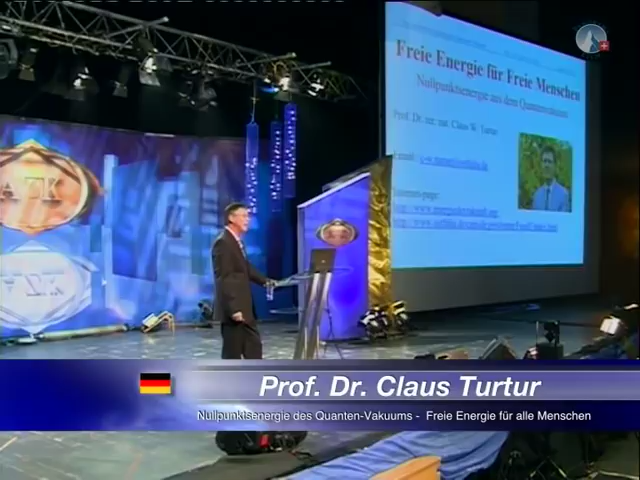 Freie Energie für Freie Menschen
Nullpunktsenergie aus dem Quantenvakuum
Prof. Dr. rer. nat. Claus W. Turtur
AZK
Prof. Dr. Claus Turtur
Nullpunktsenergie des Quanten-Vakuums - Freie Energie für alle Menschen